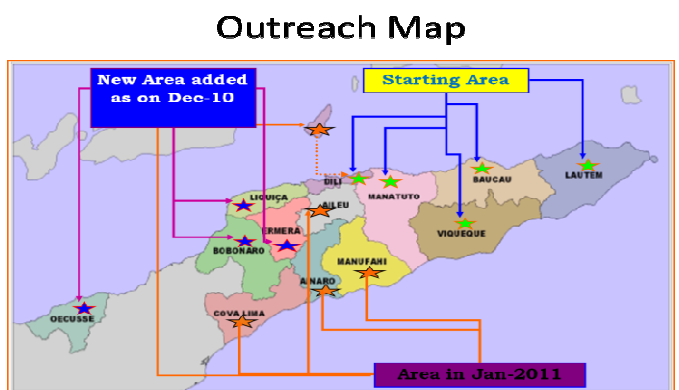 Outreach Map
New Area added
as on Dec-10
Starting Area
DILI
MANATUTO
BAUCAU
LAUTEM
LIQUIÇA
AILEU
ERMERA
VIQUEQUE
BOBONARO
MANUFAHI
AINARO
OECUSSE
COVA LIMA
Area in Jan-2011